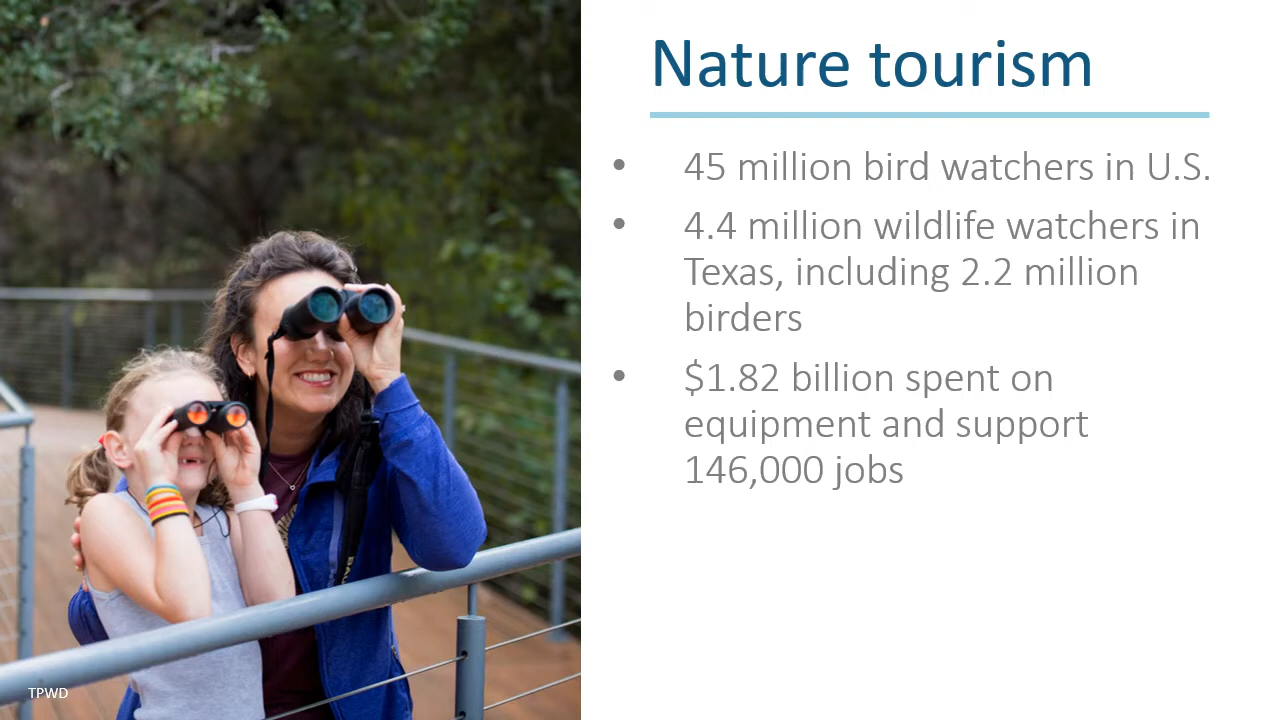 Nature tourism
• 45 million bird watchers in U.S.
• 4.4 million wildlife watchers in
Texas, including 2.2 million
birders
• $1.82 billion spent on
equipment and support
146,000 jobs
TPWD